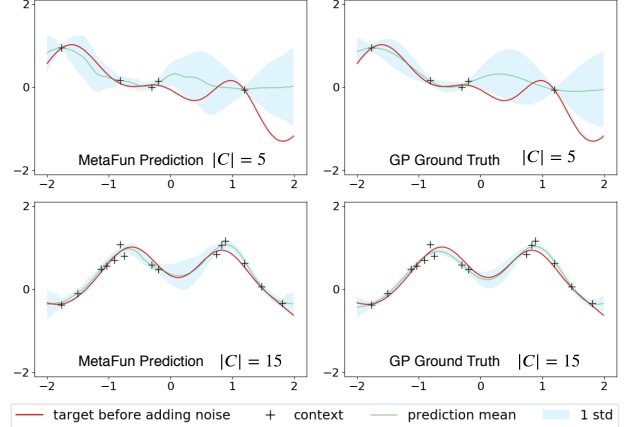 2
0
−2
−2 −1 0 1 2
MetaFun Prediction |C| = 5
2
0
−2
−2 −1 0 1 2
GP Ground Truth |C| = 5
2
0
−2
−2 −1 0 1 2
MetaFun Prediction |C| = 15
2
0
−2
−2 −1 0 1 2
GP Ground Truth |C| = 15
target before adding noise context prediction mean 1 std